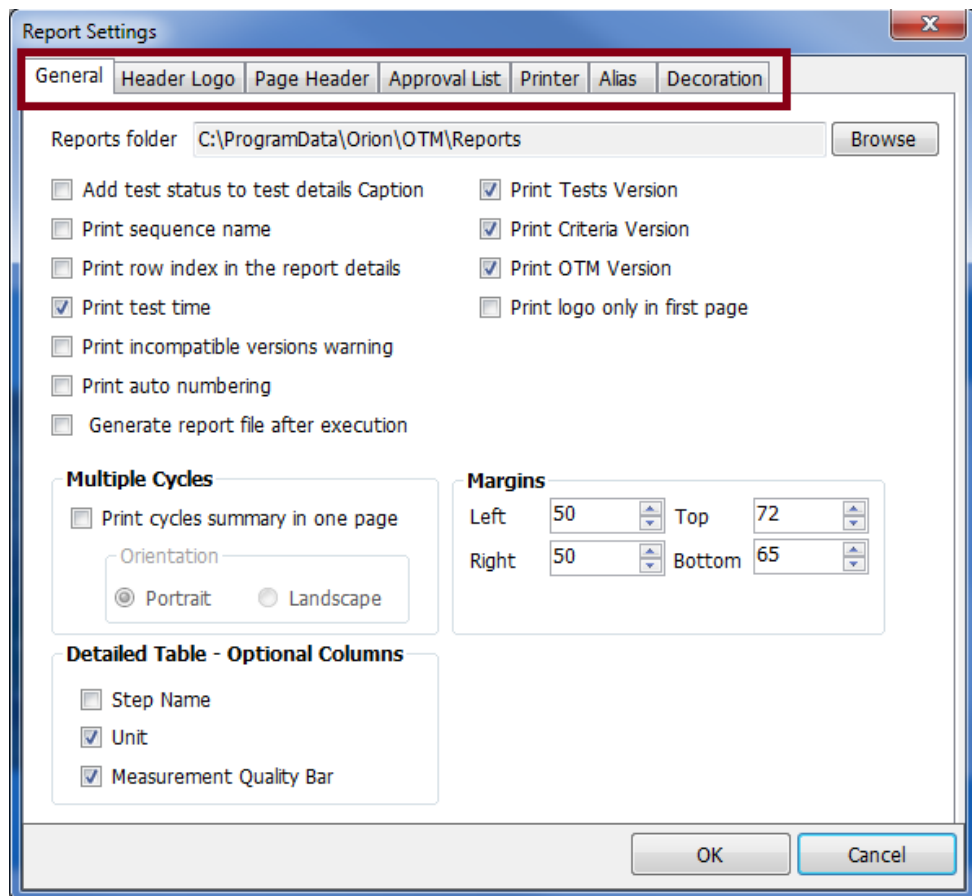 Report Settings
General Header Logo Page Header Approval List Printer Alias Decoration
Reports folder C:\ProgramData\Orion\OTM\Reports Browse
Add test status to test details Caption Print Tests Version
Print sequence name Print Criteria Version
Print row index in the report details Print OTM Version
Print test time Print logo only in first page
Print incompatible versions warning
Print auto numbering
Generate report file after execution
Multiple Cycles
Print cycles summary in one page
Orientation
Portrait Landscape
Margins
Left 50 Top 72
Right 50 Bottom 65
Detailed Table - Optional Columns
Step Name
Unit
Measurement Quality Bar
OK Cancel